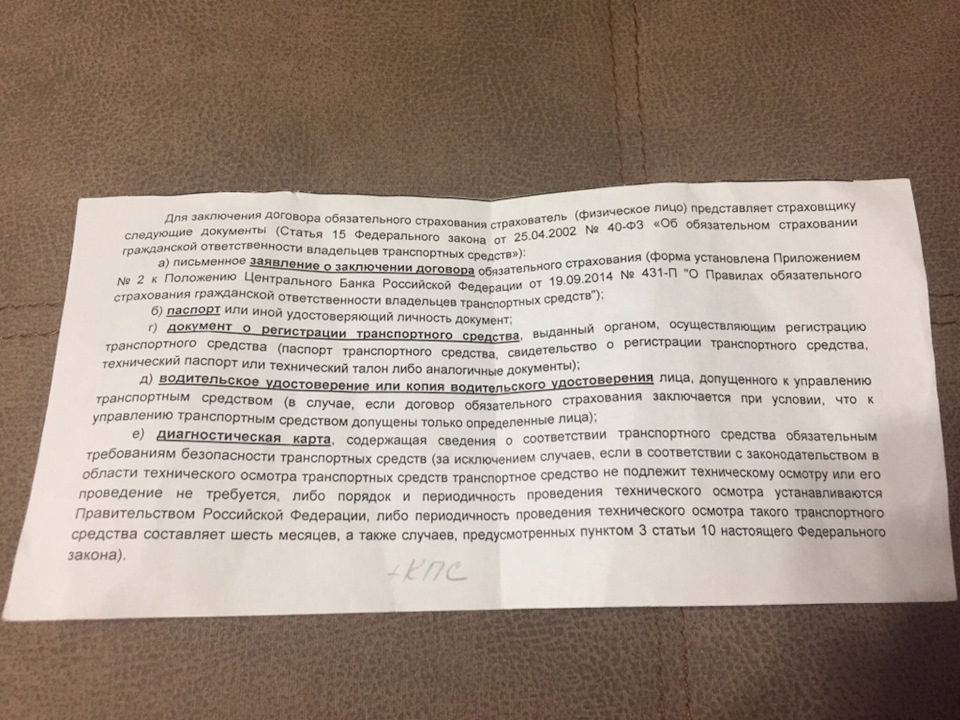 Для заключения договора обязательного страхования страхователь (физическое лицо) представляет страховщику
следующие документы (Статья 15 Федерального закона от 25.04.2002 № 40-ФЗ «Об обязательном страховании
гражданской ответственности владельцев транспортных средств»):
а) письменное заявление о заключении договора обязательного страхования (форма установлена Приложением
№ 2 к Положению Центрального Банка Российской Федерации от 19.09.2014 № 431-П "О Правилах обязательного
страхования гражданской ответственности владельцев транспортных средств");
б) паспорт или иной удостоверяющий личность документ;
г) документ о регистрации транспортного средства, выданный органом, осуществляющим регистрацию
транспортного средства (паспорт транспортного средства, свидетельство о регистрации транспортного средства,
технический паспорт или технический талон либо аналогичные документы);
д) водительское удостоверение или копия водительского удостоверения лица, допущенного к управлению
транспортным средством (в случае, если договор обязательного страхования заключается при условии, что к
управлению транспортным средством допущены только определенные лица);
е) диагностическая карта, содержащая сведения о соответствии транспортного средства обязательным
требованиям безопасности транспортных средств (за исключением случаев, если в соответствии с законодательством в
области технического осмотра транспортных средств транспортное средство не подлежит техническому осмотру или его
проведение не требуется, либо порядок и периодичность проведения технического осмотра устанавливаются
Правительством Российской Федерации, либо периодичность проведения технического осмотра такого транспортного
средства составляет шесть месяцев, а также случаев, предусмотренных пунктом 3 статьи 10 настоящего Федерального
закона).
+КПС